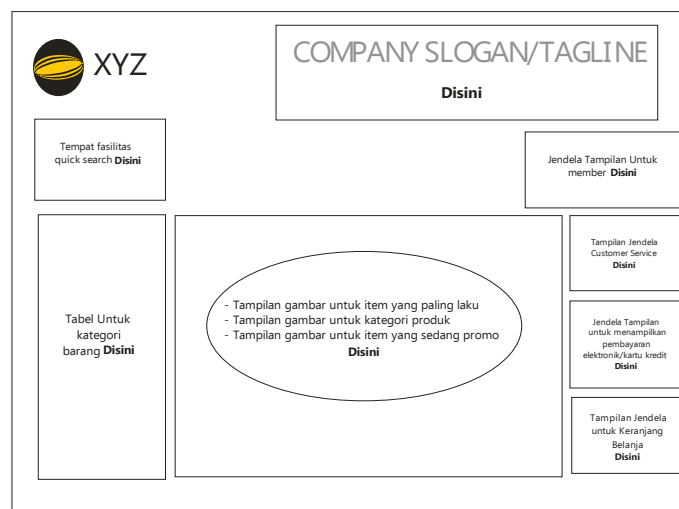 XYZ
COMPANY SLOGAN/TAGLINE
Disini
Tempat fasilitas
quick search Disini
Jendela Tampilan Untuk
member Disini
Tabel Untuk
kategori
barang Disini
- Tampilan gambar untuk item yang paling laku
- Tampilan gambar untuk kategori produk
- Tampilan gambar untuk item yang sedang promo
Disini
Tampilan Jendela
Customer Service
Disini
Jendela Tampilan
untuk menampilkan
pembayaran
elektronik/kartu kredit
Disini
Tampilan Jendela
untuk Keranjang
Belanja
Disini